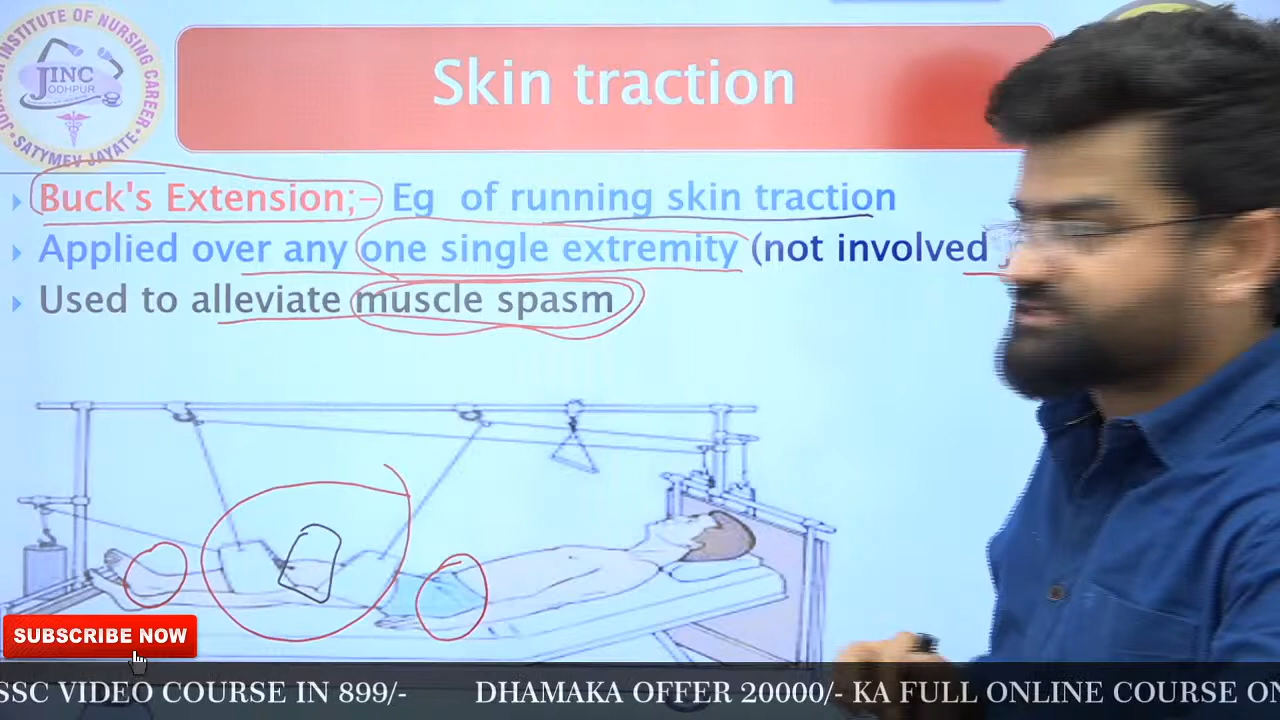 INSTITUTE OF NURSING CAREER
JINC
JODHPUR
SATYMEV JAYATE
Skin traction
Buck's Extension;- Eg of running skin traction
Applied over any one single extremity (not involved
Used to alleviate muscle spasm
SUBSCRIBE NOW
SSC VIDEO COURSE IN 899/- DHAMAKA OFFER 20000/- KA FULL ONLINE COURSE ON